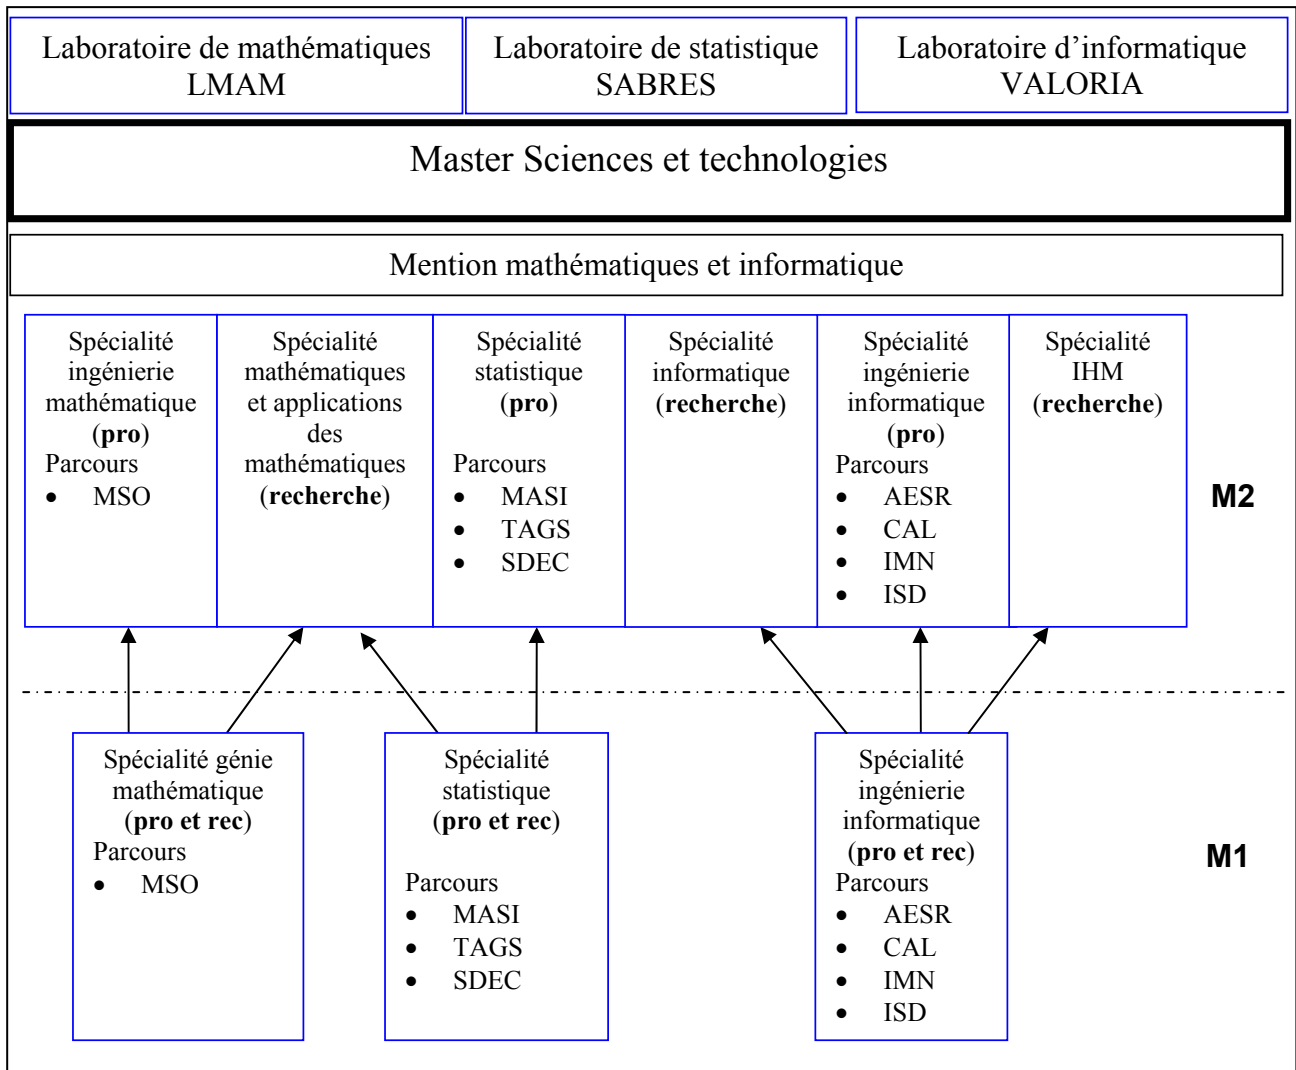 Laboratoire de mathématiques
LMAM
Laboratoire de statistique
SABRES
Laboratoire d'informatique
VALORIA
Master Sciences et technologies
Mention mathématiques et informatique
Spécialité
ingénierie
mathématique
(pro)
Parcours
• MSO
Spécialité
mathématiques
et applications
des
mathématiques
(recherche)
Spécialité
statistique
(pro)
Parcours
• MASI
• TAGS
• SDEC
Spécialité
informatique
(recherche)
Spécialité
ingénierie
informatique
(pro)
Parcours
• AESR
• CAL
• IMN
• ISD
Spécialité
IHM
(recherche)
M2
Spécialité génie
mathématique
(pro et rec)
Parcours
• MSO
Spécialité
statistique
(pro et rec)
Parcours
• MASI
• TAGS
• SDEC
Spécialité
ingénierie
informatique
(pro et rec)
Parcours
• AESR
• CAL
• IMN
• ISD
M1